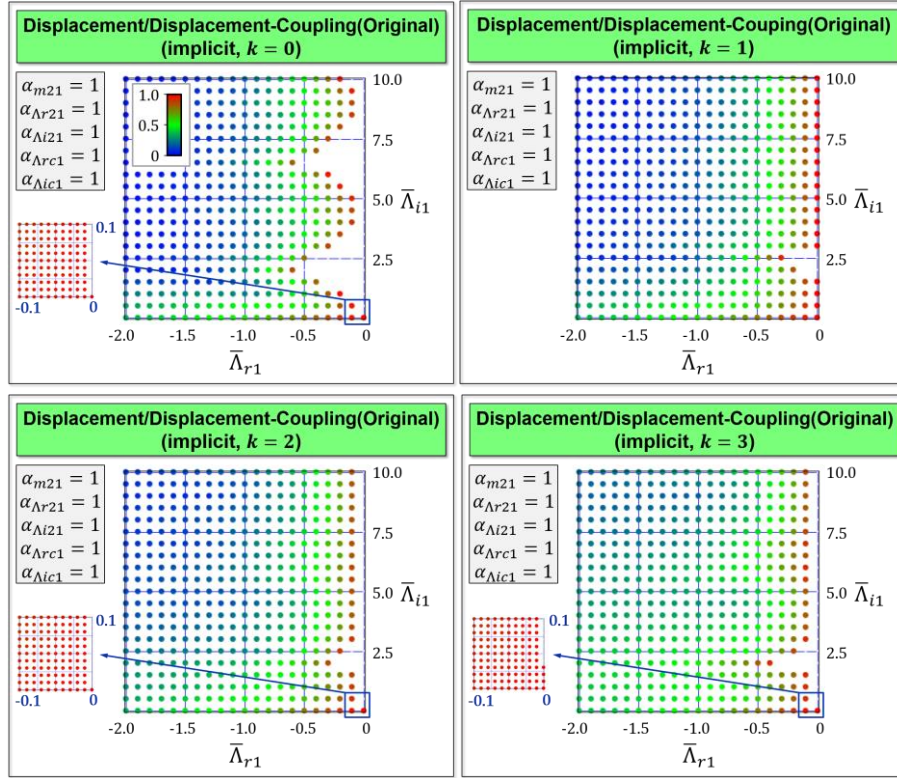 Displacement/Displacement-Coupling(Original)
(implicit, k = 0)
α_{m21} = 1
α_{Λr21} = 1
α_{Λi21} = 1
α_{Λrc1} = 1
α_{Λic1} = 1
1.0
0.5
0
10.0
7.5
5.0
Λ̅_{i1}
2.5
0.1
-0.1
0
-2.0
-1.5
-1.0
-0.5
0
Λ̅_{r1}
Displacement/Displacement-Couping(Original)
(implicit, k = 1)
α_{m21} = 1
α_{Λr21} = 1
α_{Λi21} = 1
α_{Λrc1} = 1
α_{Λic1} = 1
10.0
7.5
5.0
Λ̅_{i1}
2.5
-2.0
-1.5
-1.0
-0.5
0
Λ̅_{r1}
Displacement/Displacement-Coupling(Original)
(implicit, k = 2)
α_{m21} = 1
α_{Λr21} = 1
α_{Λi21} = 1
α_{Λrc1} = 1
α_{Λic1} = 1
10.0
7.5
5.0
Λ̅_{i1}
2.5
0.1
-0.1
0
-2.0
-1.5
-1.0
-0.5
0
Λ̅_{r1}
Displacement/Displacement-Coupling(Original)
(implicit, k = 3)
α_{m21} = 1
α_{Λr21} = 1
α_{Λi21} = 1
α_{Λrc1} = 1
α_{Λic1} = 1
10.0
7.5
5.0
Λ̅_{i1}
2.5
0.1
-0.1
0
-2.0
-1.5
-1.0
-0.5
0
Λ̅_{r1}